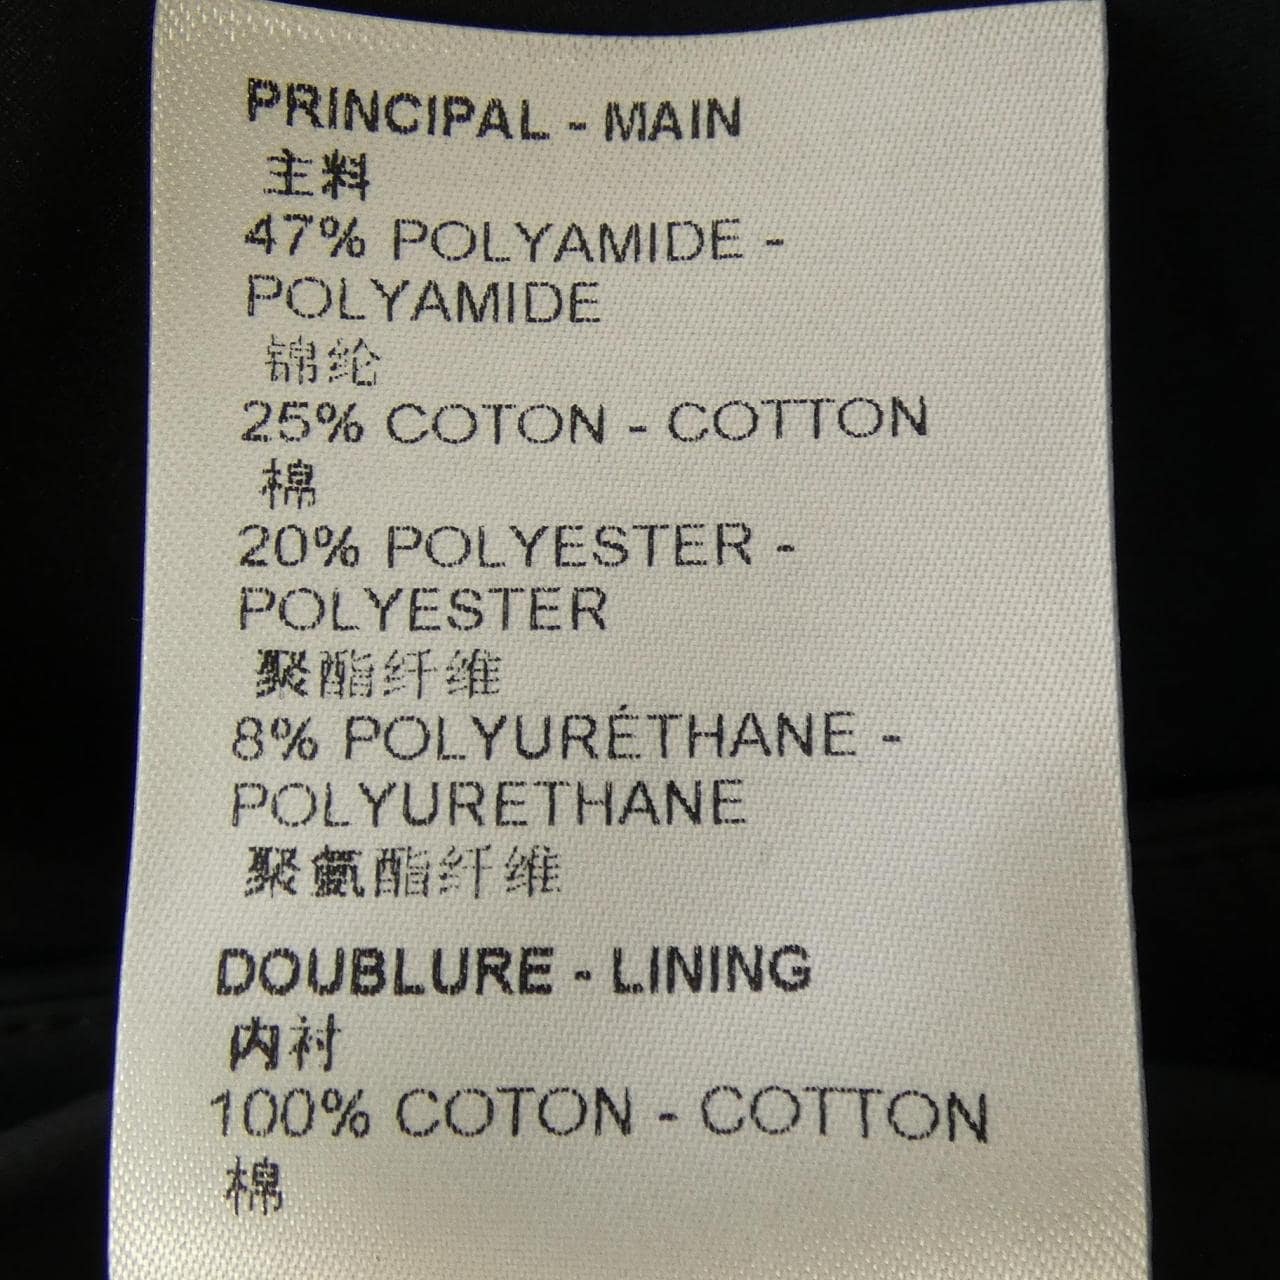 PRINCIPAL - MAIN
主料
47% POLYAMIDE -
POLYAMIDE
锦纶
25% COTON - COTTON
棉
20% POLYESTER -
POLYESTER
聚酯纤维
8% POLYURÉTHANE -
POLYURETHANE
聚氨酯纤维
DOUBLURE - LINING
内衬
100% COTON - COTTON
棉